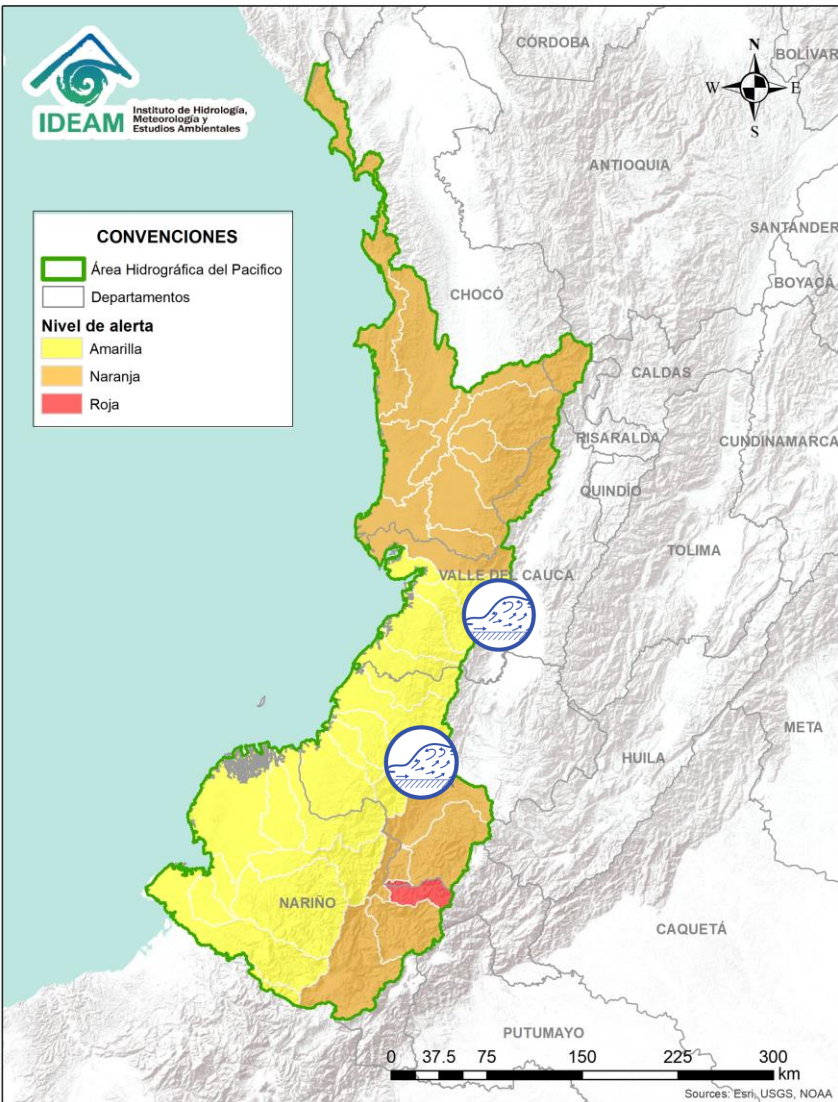 IDEAM
Instituto de Hidrología,
Meteorología y
Estudios Ambientales
N
W
E
S
CÓRDOBA
BOLÍVAR
ANTIOQUIA
SANTANDER
BOYACÁ
CHOCÓ
CALDAS
RISARALDA
CUNDINAMARCA
QUINDÍO
TOLIMA
VALLE DEL CAUCA
META
HUILA
NARIÑO
CAQUETÁ
PUTUMAYO
CONVENCIONES
Área Hidrográfica del Pacifico
Departamentos
Nivel de alerta
Amarilla
Naranja
Roja
0 37.5 75 150 225 300
km
Sources: Esri, USGS, NOAA